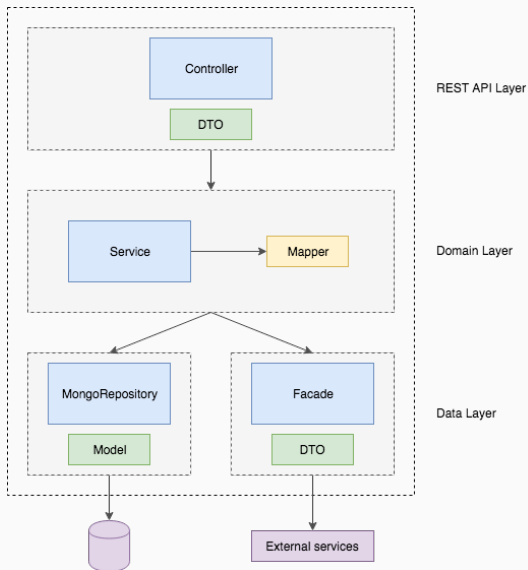 Controller
REST API Layer
DTO
Service
Mapper
Domain Layer
MongoRepository
Facade
Data Layer
Model
DTO
External services